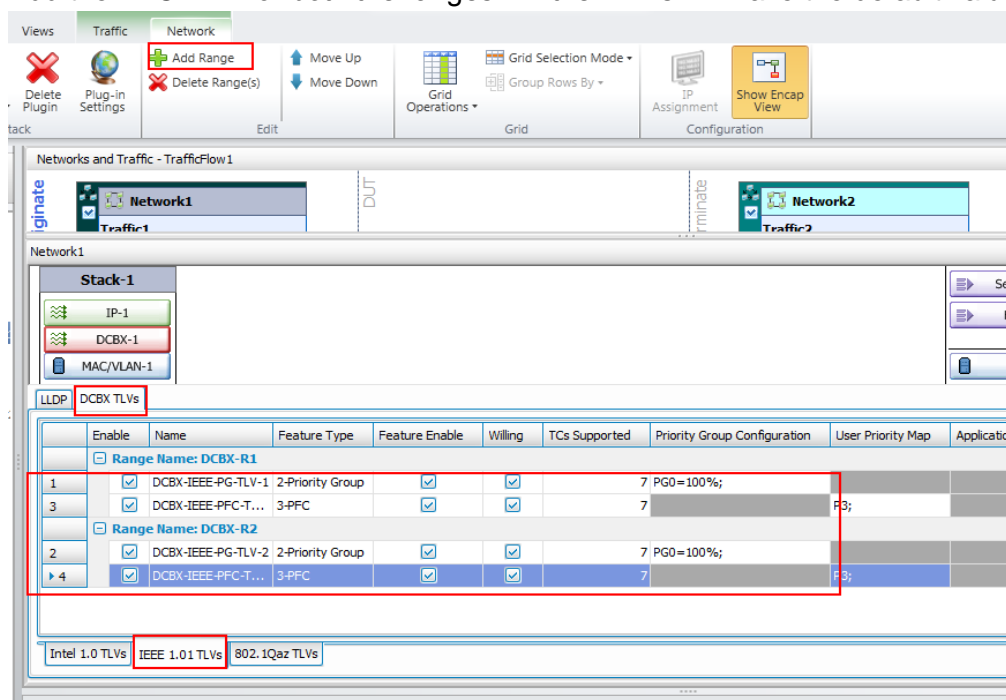 Views Traffic Network
Add Range Move Up Grid Selection Mode
Delete Range(s) Move Down Group Rows By
Delete Plugin Plug-in Settings Grid Operations IP Assignment Show Encap View
Edit Grid Configuration
Networks and Traffic - TrafficFlow1
Network1 DUT Network2
Traffic1 Traffic2
Network1
Stack-1
IP-1
DCBX-1
MAC/VLAN-1
LLDP DCBX TLVs
Enable Name Feature Type Feature Enable Willing TCs Supported Priority Group Configuration User Priority Map
Range Name: DCBX-R1
1 DCBX-IEEE-PG-TLV-1 2-Priority Group 7 PG0=100%;
3 DCBX-IEEE-PFC-T... 3-PFC 7 P3;
Range Name: DCBX-R2
2 DCBX-IEEE-PG-TLV-2 2-Priority Group 7 PG0=100%;
4 DCBX-IEEE-PFC-T... 3-PFC 7 P3;
Intel 1.0 TLVs IEEE 1.01 TLVs 802.1Qaz TLVs